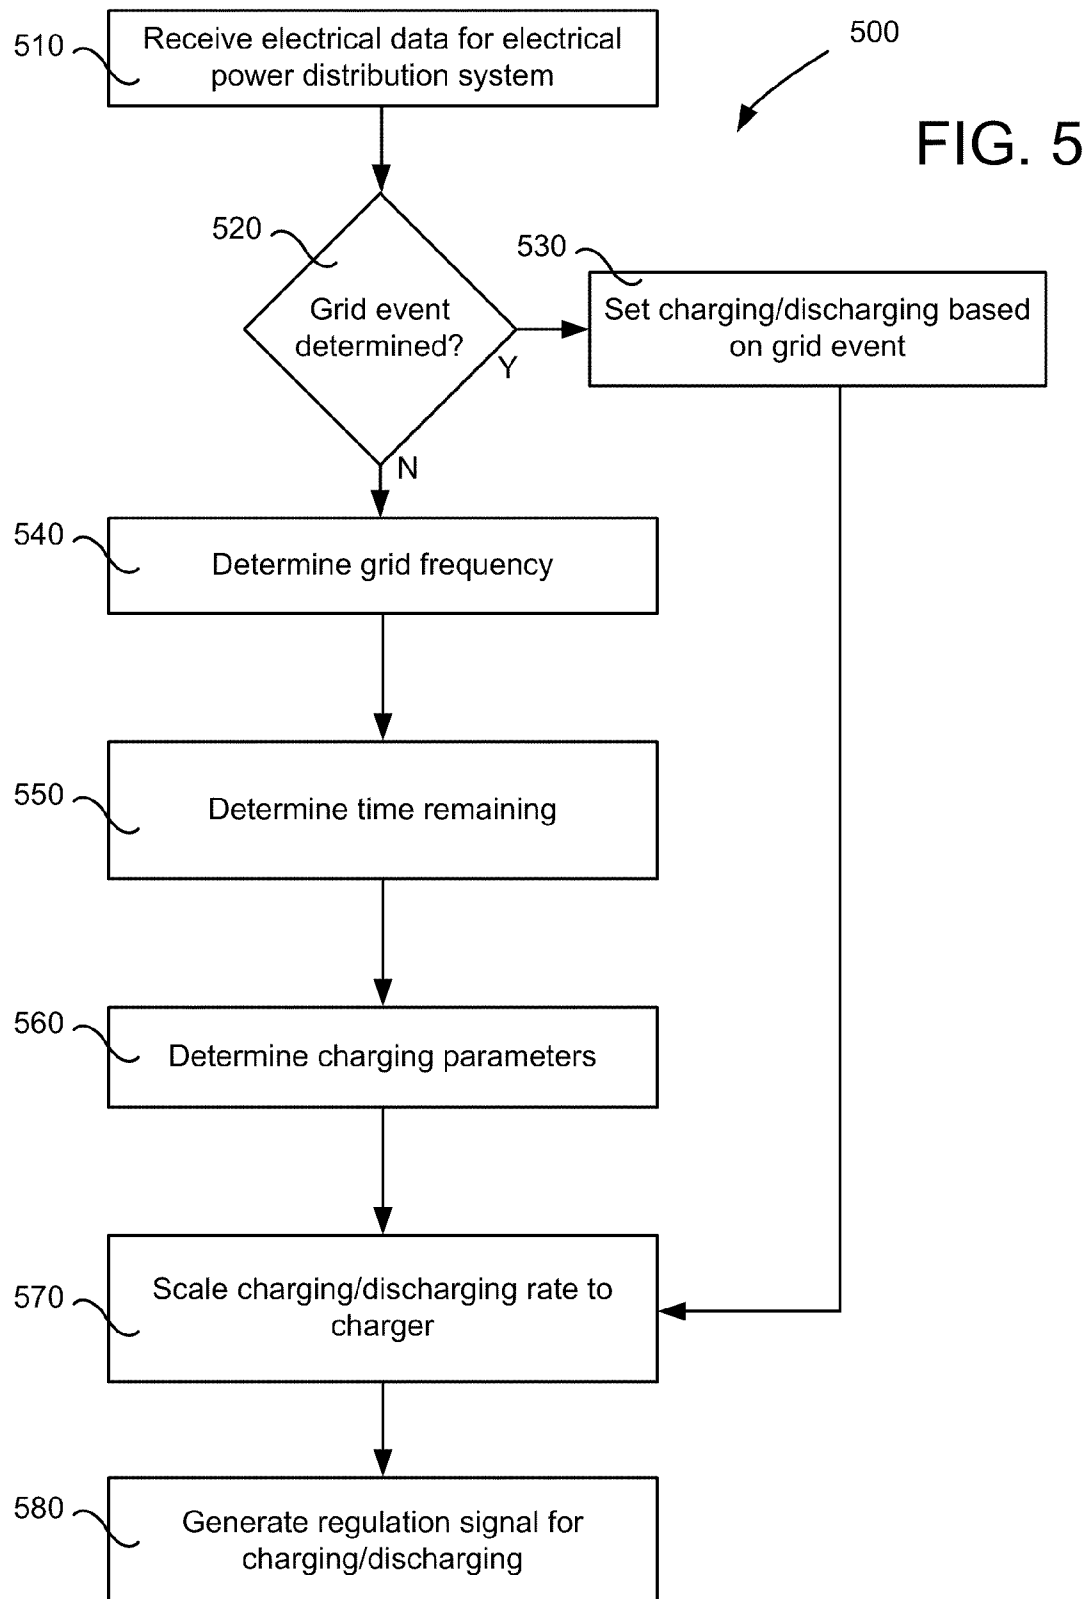 510
Receive electrical data for electrical
power distribution system
500
FIG. 5
520
Grid event
determined?
Y
N
530
Set charging/discharging based
on grid event
540
Determine grid frequency
550
Determine time remaining
560
Determine charging parameters
570
Scale charging/discharging rate to
charger
580
Generate regulation signal for
charging/discharging